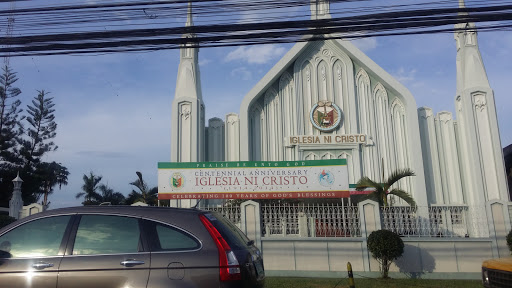 IGLESIA NI CRISTO
PRAISE BE UNTO GOD
CENTENNIAL ANNIVERSARY
IGLESIA NI CRISTO
CELEBRATING 100 YEARS OF GOD'S BLESSINGS